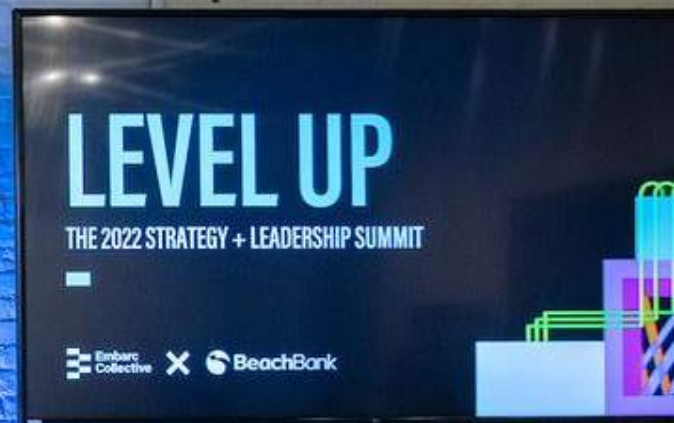 LEVEL UP
THE 2022 STRATEGY + LEADERSHIP SUMMIT
Embarc
Collective
BeachBank